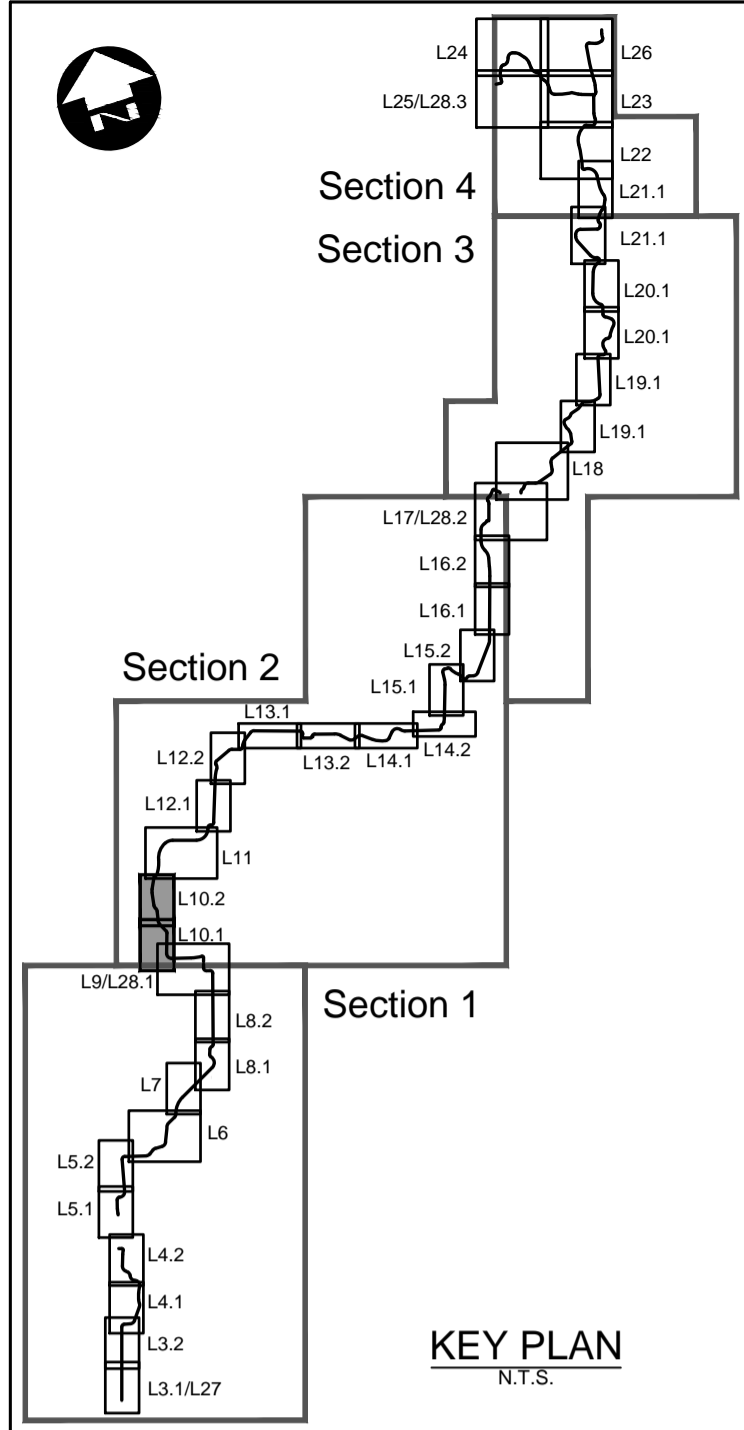 N
L24
L26
L25/L28.3
L23
L22
Section 4
L21.1
Section 3
L21.1
L20.1
L20.1
L19.1
L19.1
L18
L17/L28.2
L16.2
L16.1
L15.2
Section 2
L15.1
L13.1
L14.2
L12.2
L13.2
L14.1
L12.1
L11
L10.2
L10.1
L9/L28.1
Section 1
L8.2
L8.1
L7
L6
L5.2
L5.1
L4.2
L4.1
L3.2
KEY PLAN
N.T.S.
L3.1/L27